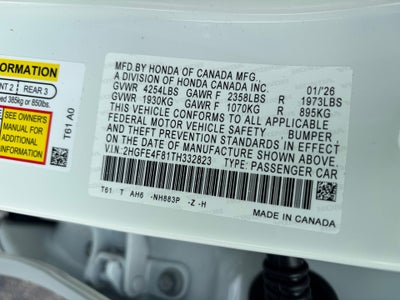 NT 2 REAR 3
ed 385kg or 850lbs.
SEE OWNER'S
MANUAL FOR
ADDITIONAL
INFORMATION
T61 A0
MFD.BY HONDA OF CANADA MFG.,
A DIVISION OF HONDA CANADA INC. 01/'26
GVWR 4254LBS GAWR F 2358LBS R 1973LBS
GVWR 1930KG GAWR F 1070KG R 895KG
THIS VEHICLE CONFORMS TO ALL APPLICABLE
FEDERAL MOTOR VEHICLE SAFETY, BUMPER,
AND THEFT PREVENTION STANDARDS IN EFFECT
ON THE DATE OF MANUFACTURE SHOWN ABOVE.
V.I.N:2HGFE4F81TH332823 TYPE:PASSENGER CAR
T61 T AH6 -NH883P -Z -H
MADE IN CANADA